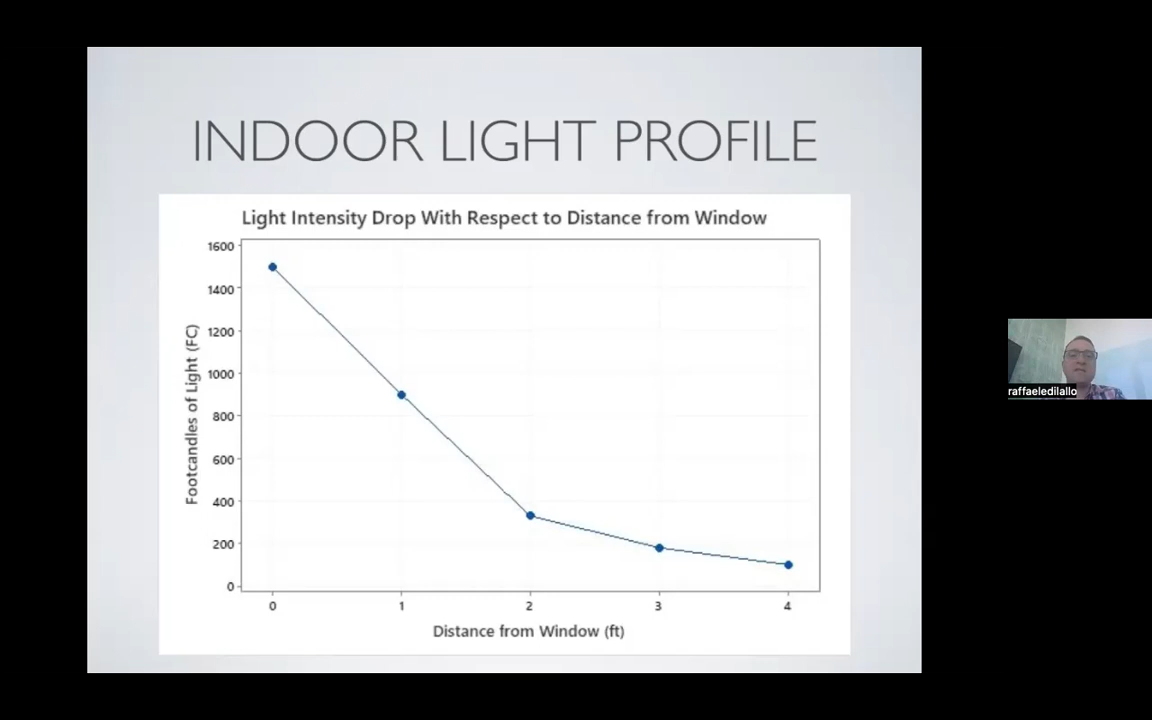 INDOOR LIGHT PROFILE
Light Intensity Drop With Respect to Distance from Window
1600
1400
1200
1000
800
600
400
200
0
Footcandles of Light (FC)
0 1 2 3 4
Distance from Window (ft)
raffaeledilallo